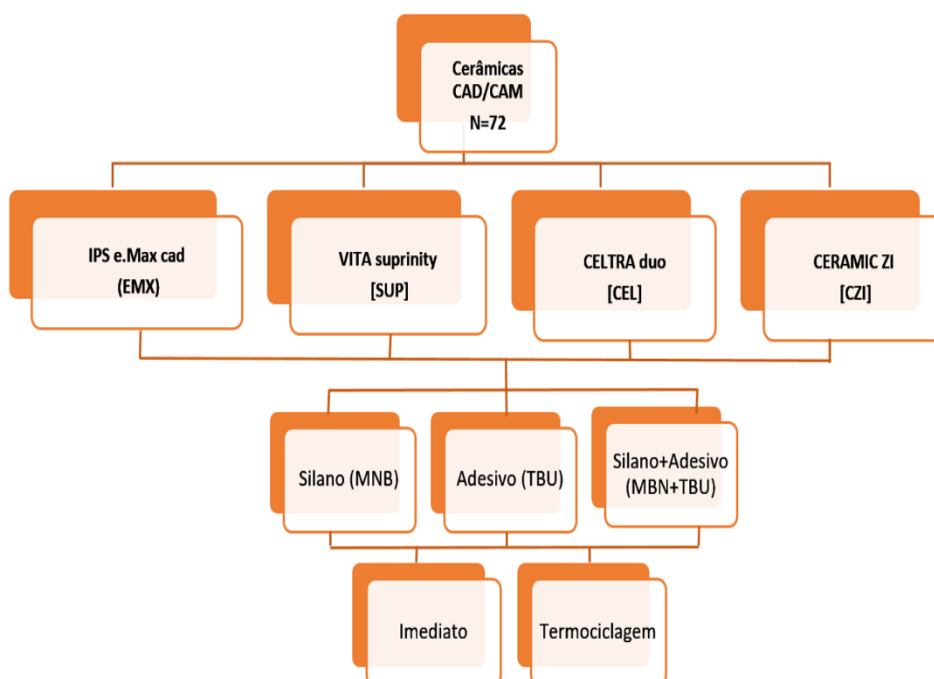 Cerâmicas
CAD/CAM
N=72
IPS e.Max cad
(EMX)
VITA suprinity
[SUP]
CELTRA duo
[CEL]
CERAMIC ZI
[CZI]
Silano (MNB)
Adesivo (TBU)
Silano+Adesivo
(MBN+TBU)
Imediato
Termociclagem